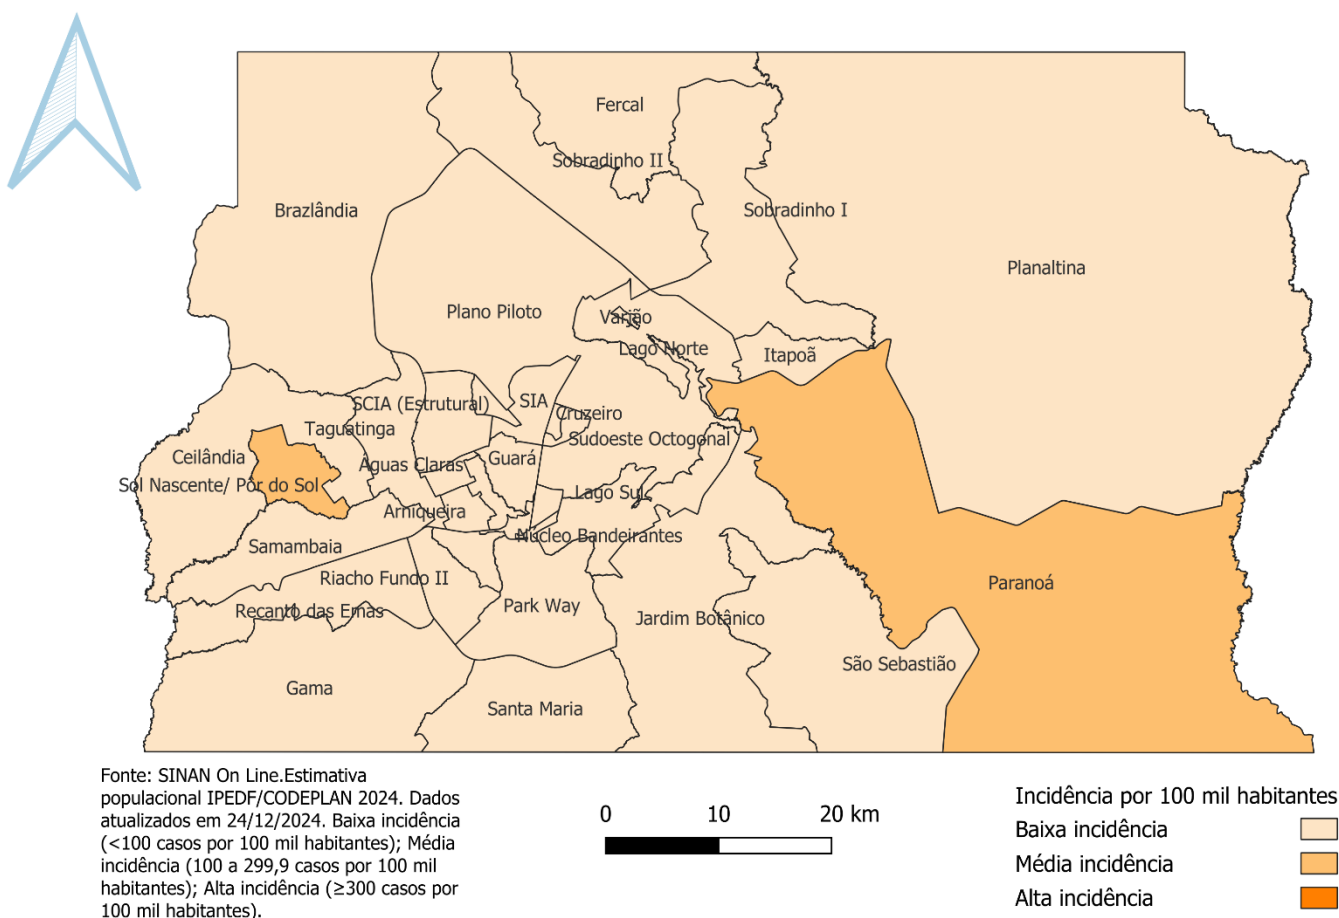 Fercal
Sobradinho II
Brazlândia
Sobradinho I
Planaltina
Plano Piloto
Varjão
Lago Norte
Itapoã
SCIA (Estrutural)
SIA
Cruzeiro
Taguatinga
Sudoeste Octogonal
Ceilândia
Águas Claras
Guará
Sol Nascente/ Pôr do Sol
Lago Sul
Arniqueira
Núcleo Bandeirantes
Samambaia
Riacho Fundo II
Paranoá
Recanto das Emas
Park Way
Jardim Botânico
São Sebastião
Gama
Santa Maria
Fonte: SINAN On Line.Estimativa
populacional IPEDF/CODEPLAN 2024. Dados
atualizados em 24/12/2024. Baixa incidência
(<100 casos por 100 mil habitantes); Média
incidência (100 a 299,9 casos por 100 mil
habitantes); Alta incidência (≥300 casos por
100 mil habitantes).
0 10 20 km
Incidência por 100 mil habitantes
Baixa incidência
Média incidência
Alta incidência